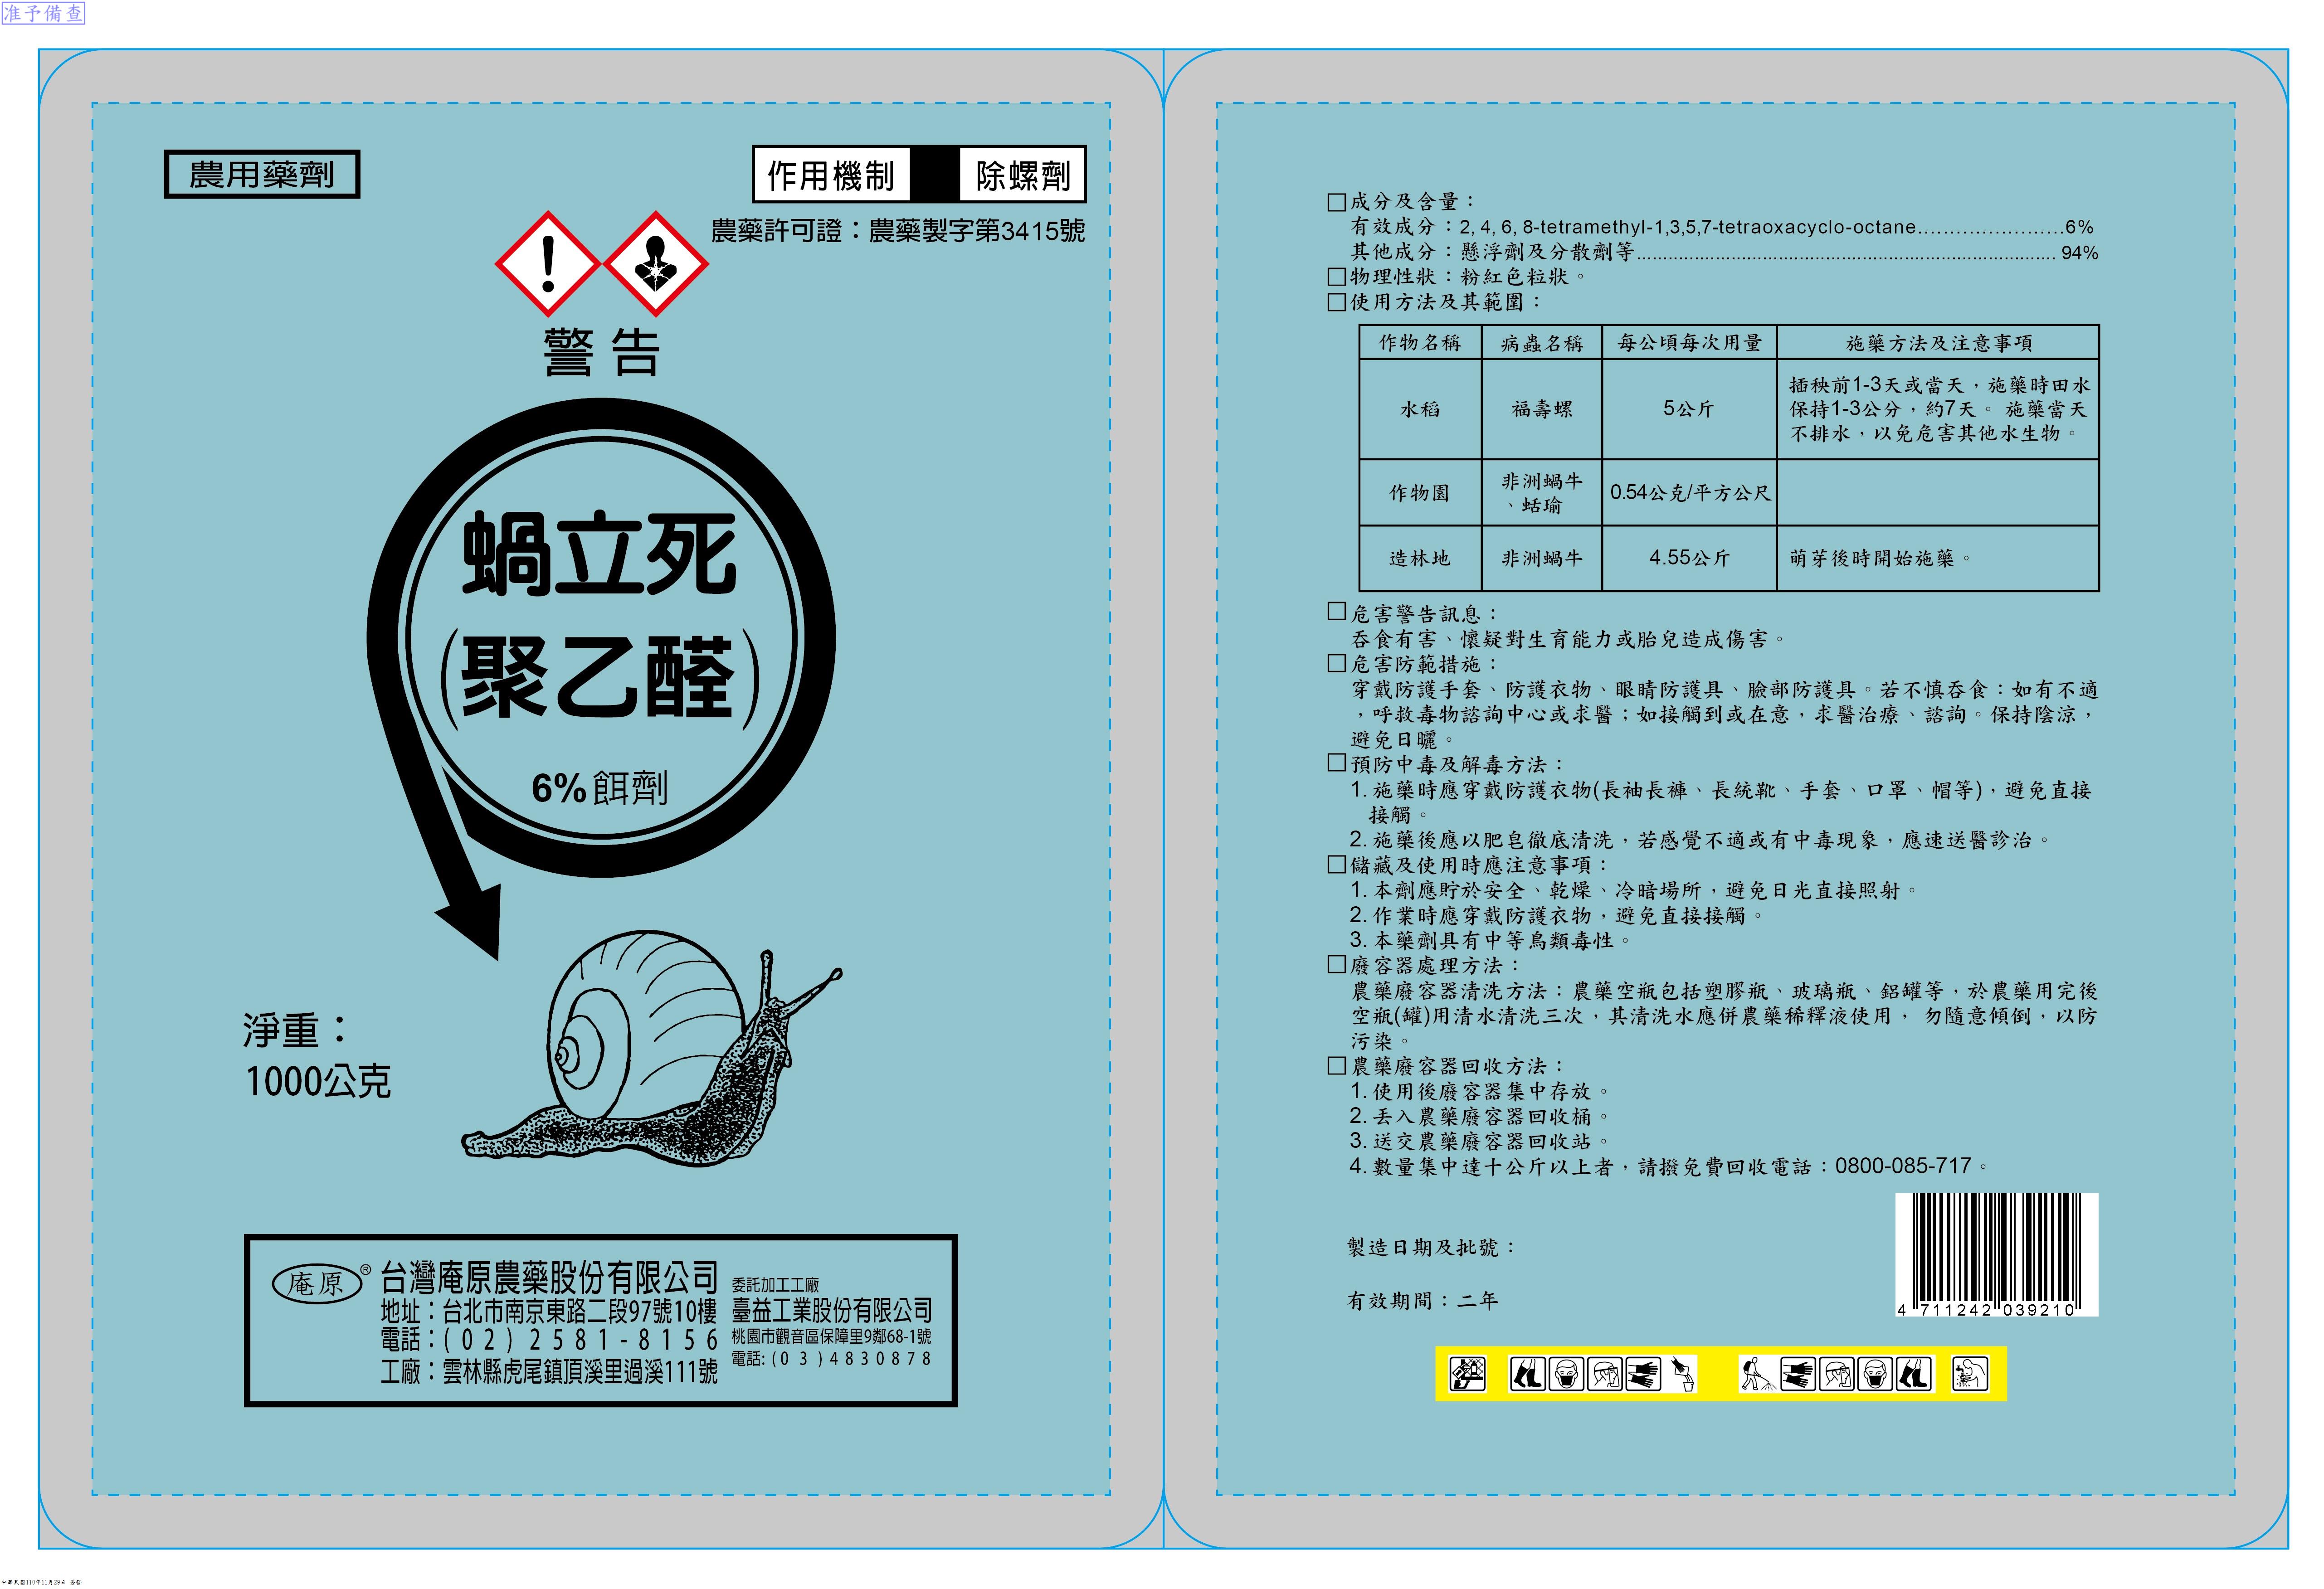 准予備查
農用藥劑
作用機制 除螺劑
農藥許可證：農藥製字第3415號
警告
蝸立死
(聚乙醛)
6% 餌劑
淨重：
1000公克
庵原®
台灣庵原農藥股份有限公司
地址：台北市南京東路二段97號10樓
電話：(02)2581-8156
工廠：雲林縣虎尾鎮頂溪里過溪111號
委託加工工廠
臺益工業股份有限公司
桃園市觀音區保障里9鄰68-1號
電話:(03)4830878
□成分及含量：
有效成分：2, 4, 6, 8-tetramethyl-1,3,5,7-tetraoxacyclo-octane.......................6%
其他成分：懸浮劑及分散劑等................................................................................ 94%
□物理性狀：粉紅色粒狀。
□使用方法及其範圍：
作物名稱 病蟲名稱 每公頃每次用量 施藥方法及注意事項
水稻 福壽螺 5公斤 插秧前1-3天或當天，施藥時田水
保持1-3公分，約7天。 施藥當天
不排水，以免危害其他水生物。
作物園 非洲蝸牛
、蛞瑜 0.54公克/平方公尺
造林地 非洲蝸牛 4.55公斤 萌芽後時開始施藥。
□危害警告訊息：
吞食有害、懷疑對生育能力或胎兒造成傷害。
□危害防範措施：
穿戴防護手套、防護衣物、眼睛防護具、臉部防護具。若不慎吞食：如有不適
，呼救毒物諮詢中心或求醫；如接觸到或在意，求醫治療、諮詢。保持陰涼，
避免日曬。
□預防中毒及解毒方法：
1. 施藥時應穿戴防護衣物(長袖長褲、長統靴、手套、口罩、帽等)，避免直接
接觸。
2. 施藥後應以肥皂徹底清洗，若感覺不適或有中毒現象，應速送醫診治。
□儲藏及使用時應注意事項：
1. 本劑應貯於安全、乾燥、冷暗場所，避免日光直接照射。
2. 作業時應穿戴防護衣物，避免直接接觸。
3. 本藥劑具有中等鳥類毒性。
□廢容器處理方法：
農藥廢容器清洗方法：農藥空瓶包括塑膠瓶、玻璃瓶、鋁罐等，於農藥用完後
空瓶(罐)用清水清洗三次，其清洗水應併農藥稀釋液使用， 勿隨意傾倒，以防
污染。
□農藥廢容器回收方法：
1. 使用後廢容器集中存放。
2. 丟入農藥廢容器回收桶。
3. 送交農藥廢容器回收站。
4. 數量集中達十公斤以上者，請撥免費回收電話：0800-085-717。
製造日期及批號：
有效期間：二年
4 711242 039210
中華民國110年11月29日 簽發